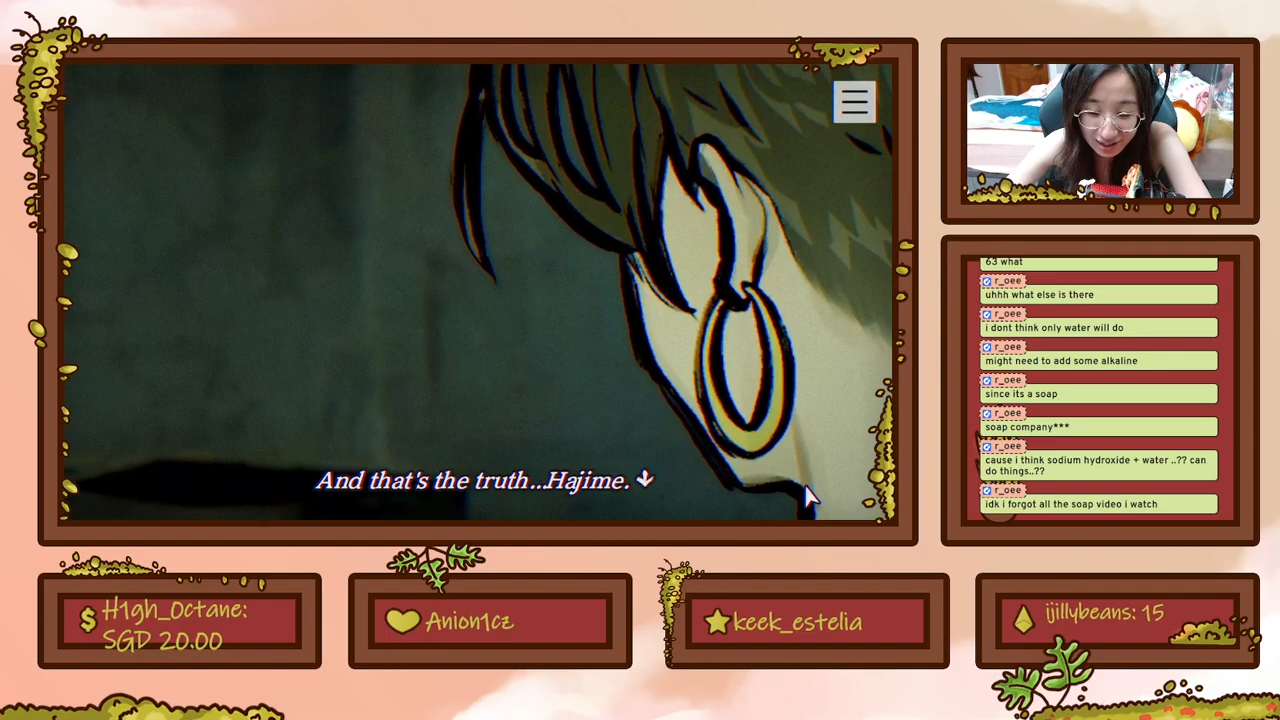 And that's the truth...Hajime.
63 what
r_oee
uhhh what else is there
r_oee
i dont think only water will do
r_oee
might need to add some alkaline
r_oee
since its a soap
r_oee
soap company***
r_oee
cause i think sodium hydroxide + water ..?? can
do things..??
r_oee
idk i forgot all the soap video i watch
$ H1gh_Octane:
SGD 20.00
Anion1cz
keek_estelia
ijillybeans: 15